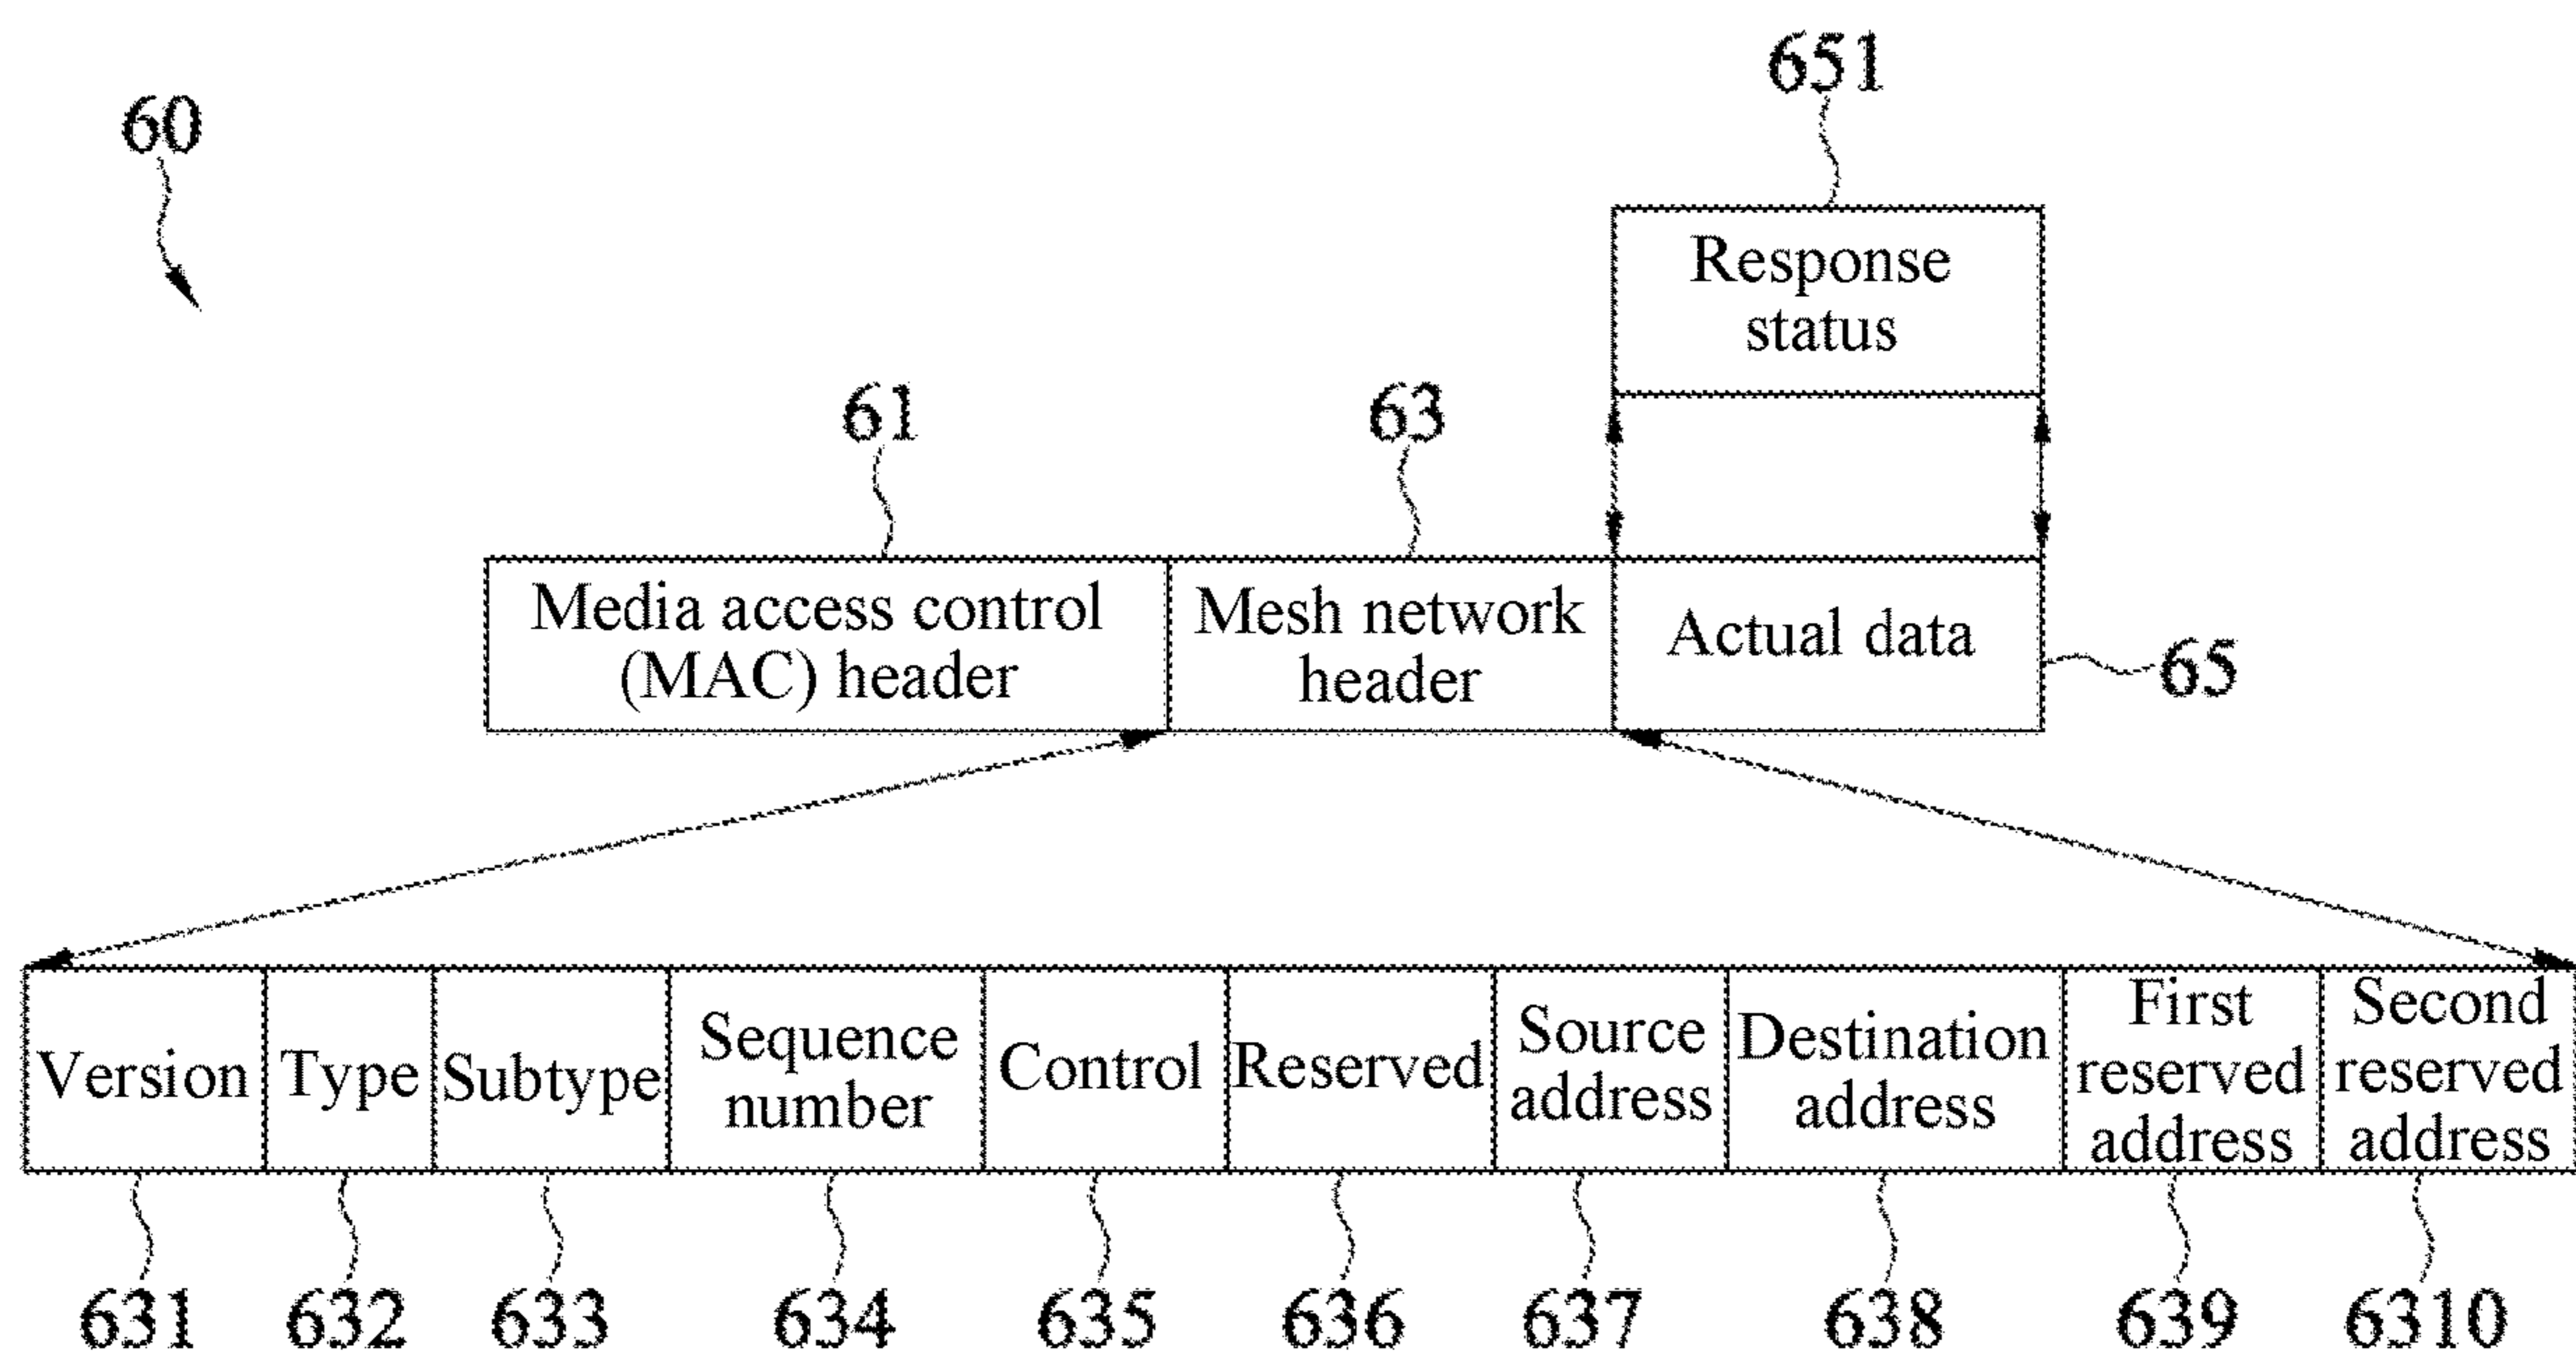 651
60
Response
status
61
63
Media access control
(MAC) header
Mesh network
header
Actual data
65
Version
Type
Subtype
Sequence
number
Control
Reserved
Source
address
Destination
address
First
reserved
address
Second
reserved
address
631
632
633
634
635
636
637
638
639
6310